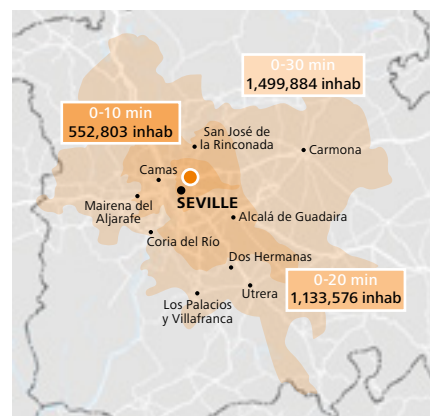 0-30 min
1,499,884 inhab
0-10 min
552,803 inhab
San José de
la Rinconada
Carmona
Camas
SEVILLE
Mairena del
Aljarafe
Alcalá de Guadaira
Coria del Río
Dos Hermanas
0-20 min
1,133,576 inhab
Utrera
Los Palacios
y Villafranca